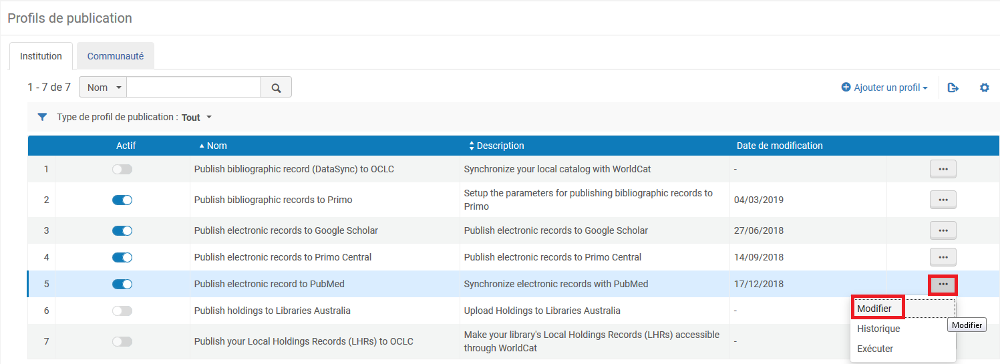 Profils de publication
Institution Communauté
1 - 7 de 7 Nom Ajouter un profil
Type de profil de publication : Tout
Actif Nom Description Date de modification
1 Publish bibliographic record (DataSync) to OCLC Synchronize your local catalog with WorldCat -
2 Publish bibliographic records to Primo Setup the parameters for publishing bibliographic records to Primo 04/03/2019
3 Publish electronic records to Google Scholar Publish electronic records to Google Scholar 27/06/2018
4 Publish electronic records to Primo Central Publish electronic records to Primo Central 14/09/2018
5 Publish electronic record to PubMed Synchronize electronic records with PubMed 17/12/2018
6 Publish holdings to Libraries Australia Upload Holdings to Libraries Australia -
7 Publish your Local Holdings Records (LHRs) to OCLC Make your library's Local Holdings Records (LHRs) accessible through WorldCat -
Modifier
Modifier
Historique
Exécuter